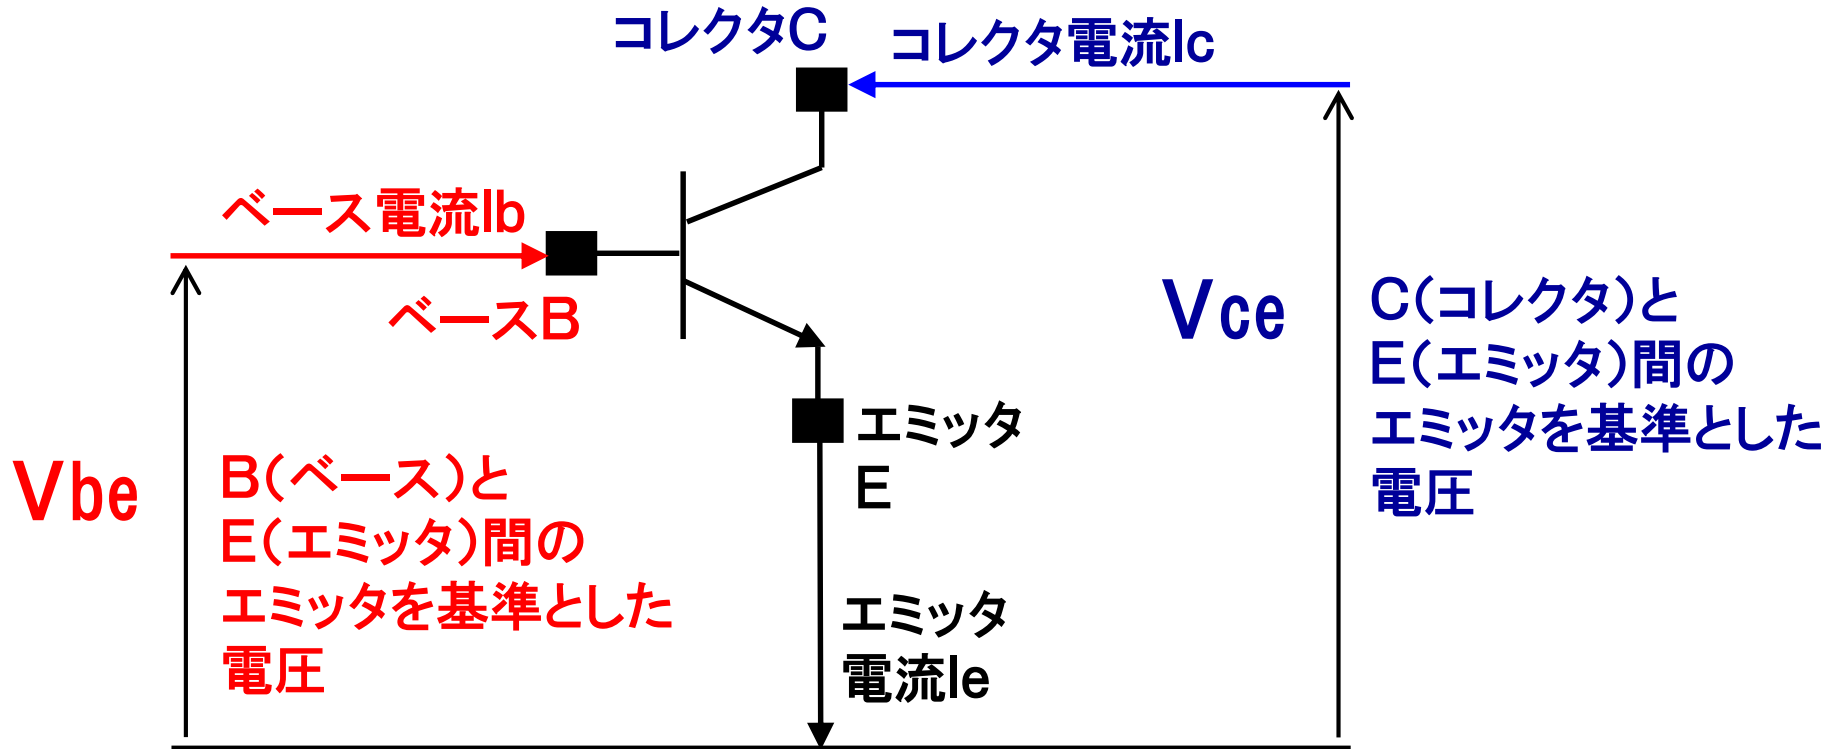 コレクタC
コレクタ電流Ic
ベース電流Ib
ベースB
Vce
C(コレクタ)と
E(エミッタ)間の
エミッタを基準とした
電圧
エミッタ
E
Vbe
B(ベース)と
E(エミッタ)間の
エミッタを基準とした
電圧
エミッタ
電流Ie